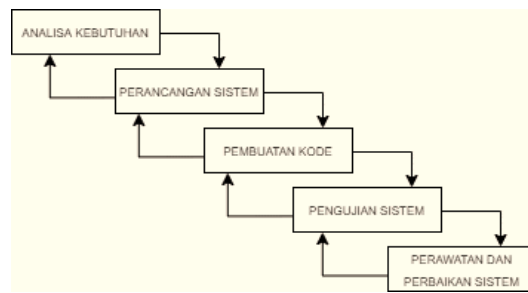 ANALISA KEBUTUHAN
PERANCANGAN SISTEM
PEMBUATAN KODE
PENGUJIAN SISTEM
PERAWATAN DAN
PERBAIKAN SISTEM